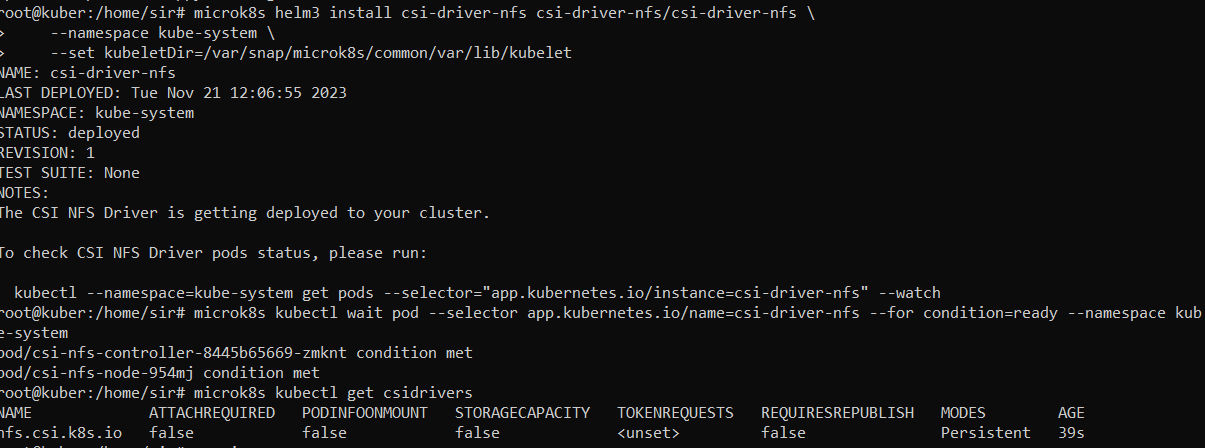 root@kuber:/home/sir# microk8s helm3 install csi-driver-nfs csi-driver-nfs/csi-driver-nfs \
>     --namespace kube-system \
>     --set kubeletDir=/var/snap/microk8s/common/var/lib/kubelet
NAME: csi-driver-nfs
LAST DEPLOYED: Tue Nov 21 12:06:55 2023
NAMESPACE: kube-system
STATUS: deployed
REVISION: 1
TEST SUITE: None
NOTES:
The CSI NFS Driver is getting deployed to your cluster.
To check CSI NFS Driver pods status, please run:
  kubectl --namespace=kube-system get pods --selector="app.kubernetes.io/instance=csi-driver-nfs" --watch
root@kuber:/home/sir# microk8s kubectl wait pod --selector app.kubernetes.io/name=csi-driver-nfs --for condition=ready --namespace kub
e-system
pod/csi-nfs-controller-8445b65669-zmknt condition met
pod/csi-nfs-node-954mj condition met
root@kuber:/home/sir# microk8s kubectl get csidrivers
NAME             ATTACHREQUIRED   PODINFOONMOUNT   STORAGECAPACITY   TOKENREQUESTS   REQUIRESREPUBLISH   MODES        AGE
nfs.csi.k8s.io   false            false            false             <unset>         false               Persistent   39s